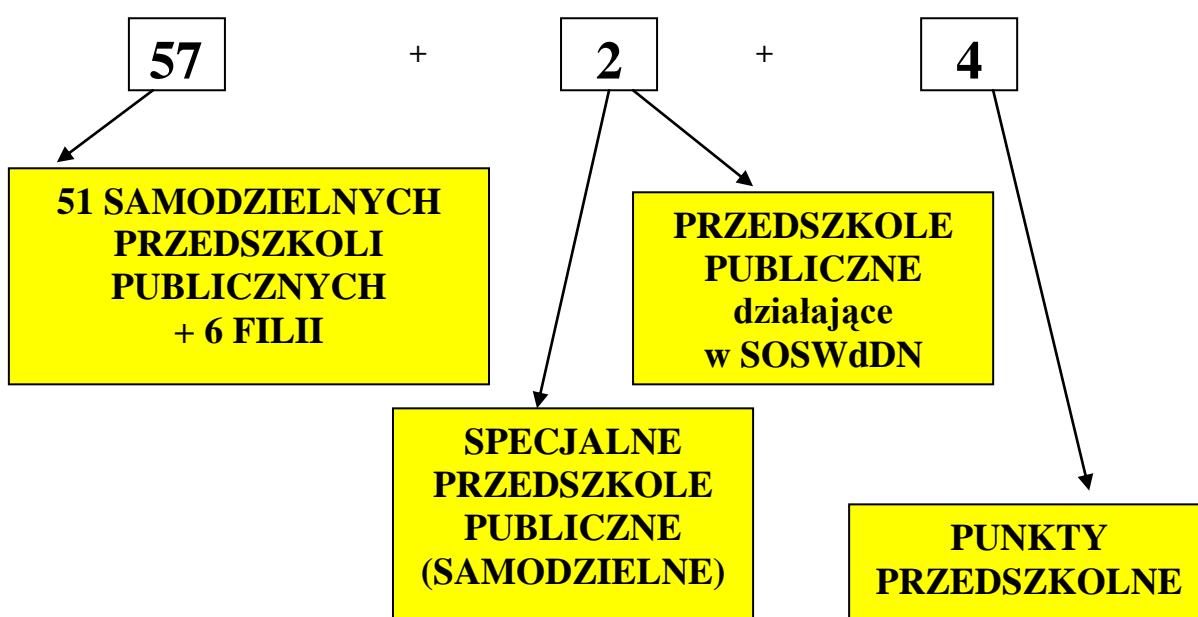 57 + 2 + 4
51 SAMODZIELNYCH
PRZEDSZKOLI
PUBLICZNYCH
+ 6 FILII
PRZEDSZKOLE
PUBLICZNE
działające
w SOSWdDN
SPECJALNE
PRZEDSZKOLE
PUBLICZNE
(SAMODZIELNE)
PUNKTY
PRZEDSZKOLNE